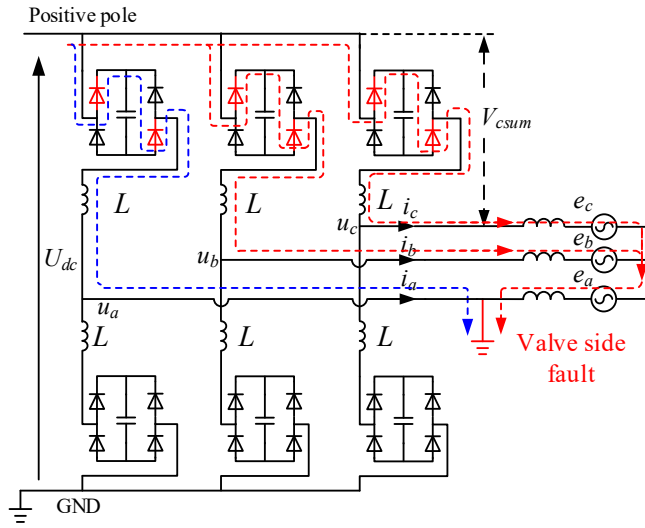 Positive pole
V_csum
L
L
L
e_c
i_c
u_c
e_b
i_b
u_b
U_dc
e_a
i_a
u_a
L
L
L
Valve side
fault
GND